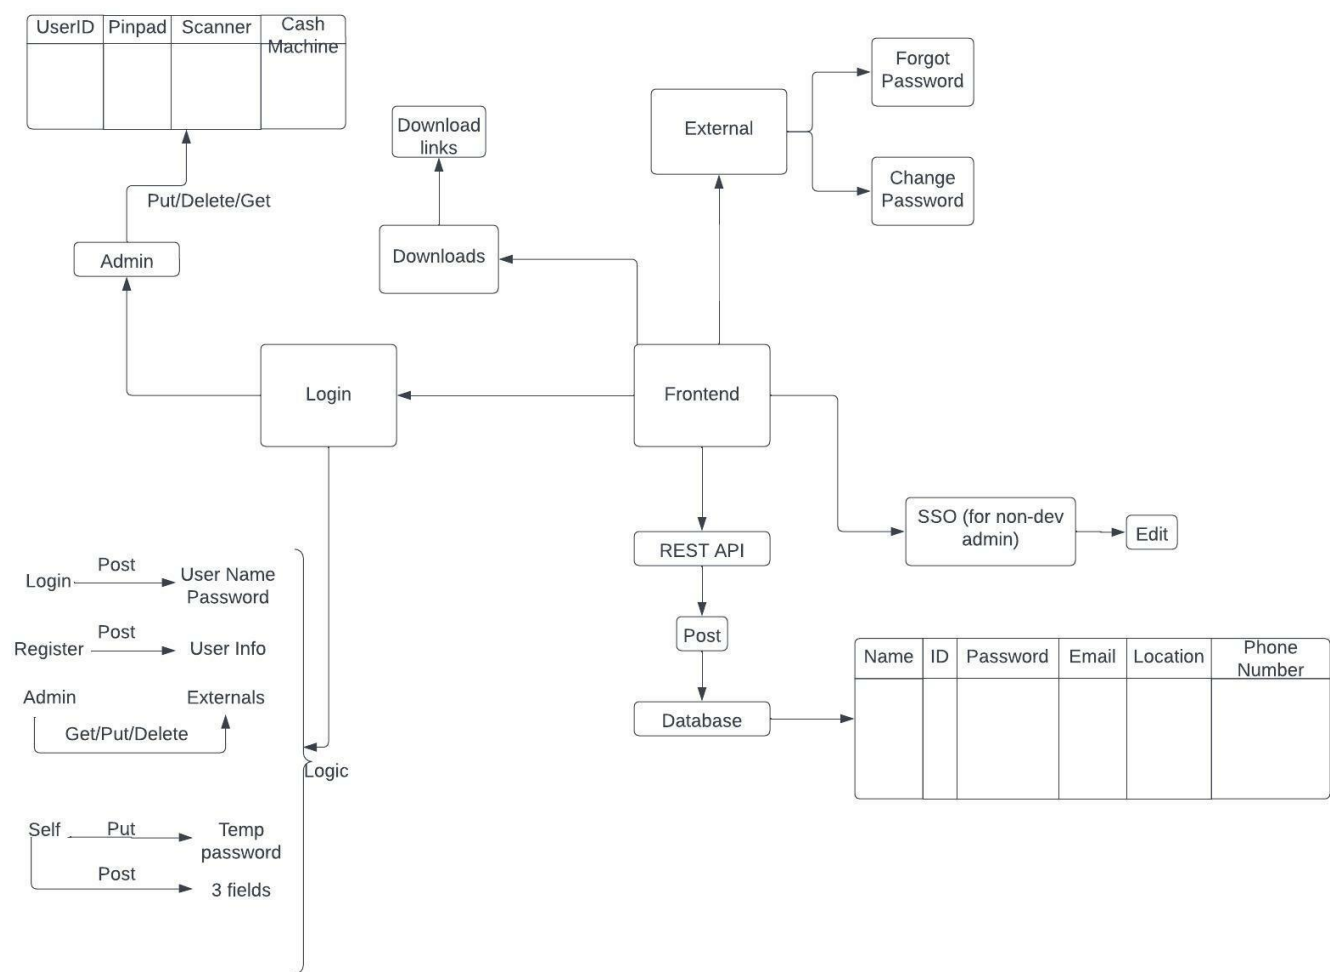 UserID Pinpad Scanner Cash
Machine
Forgot
Password
External
Download
links
Change
Password
Put/Delete/Get
Admin
Downloads
Login
Frontend
SSO (for non-dev
admin)
Edit
REST API
Login
Post
User Name
Password
Register
Post
User Info
Post
Name ID Password Email Location Phone
Number
Admin
Externals
Get/Put/Delete
Database
Logic
Self
Put
Temp
password
Post
3 fields